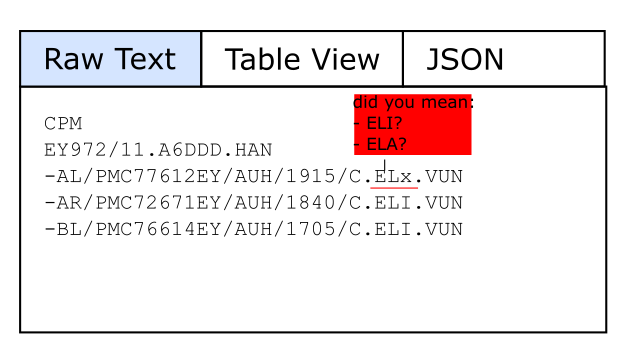 Raw Text Table View JSON
did you mean:
- ELI?
- ELA?
CPM
EY972/11.A6DDD.HAN
-AL/PMC77612EY/AUH/1915/C.ELx.VUN
-AR/PMC72671EY/AUH/1840/C.ELI.VUN
-BL/PMC76614EY/AUH/1705/C.ELI.VUN